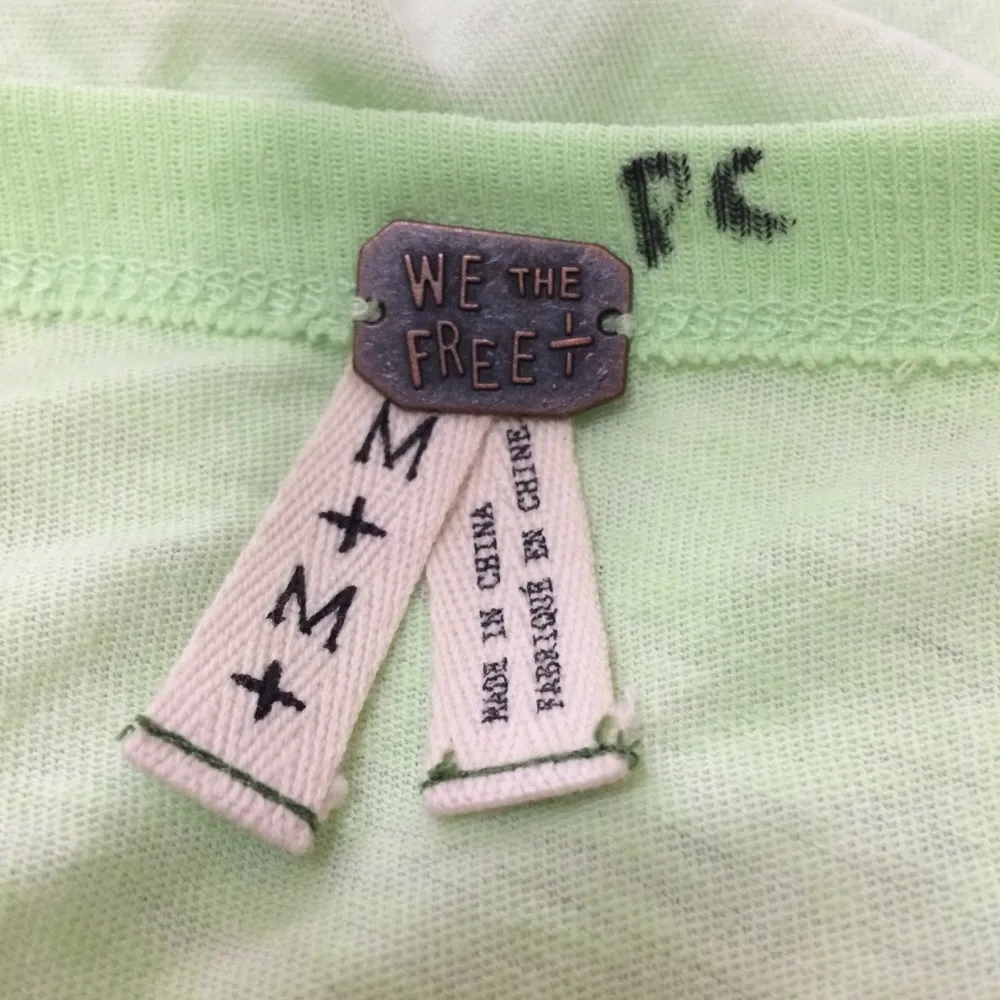 PC
WE THE
FREE +
M
+
M
+
MADE IN CHINA
FABRIQUÉ EN CHINE